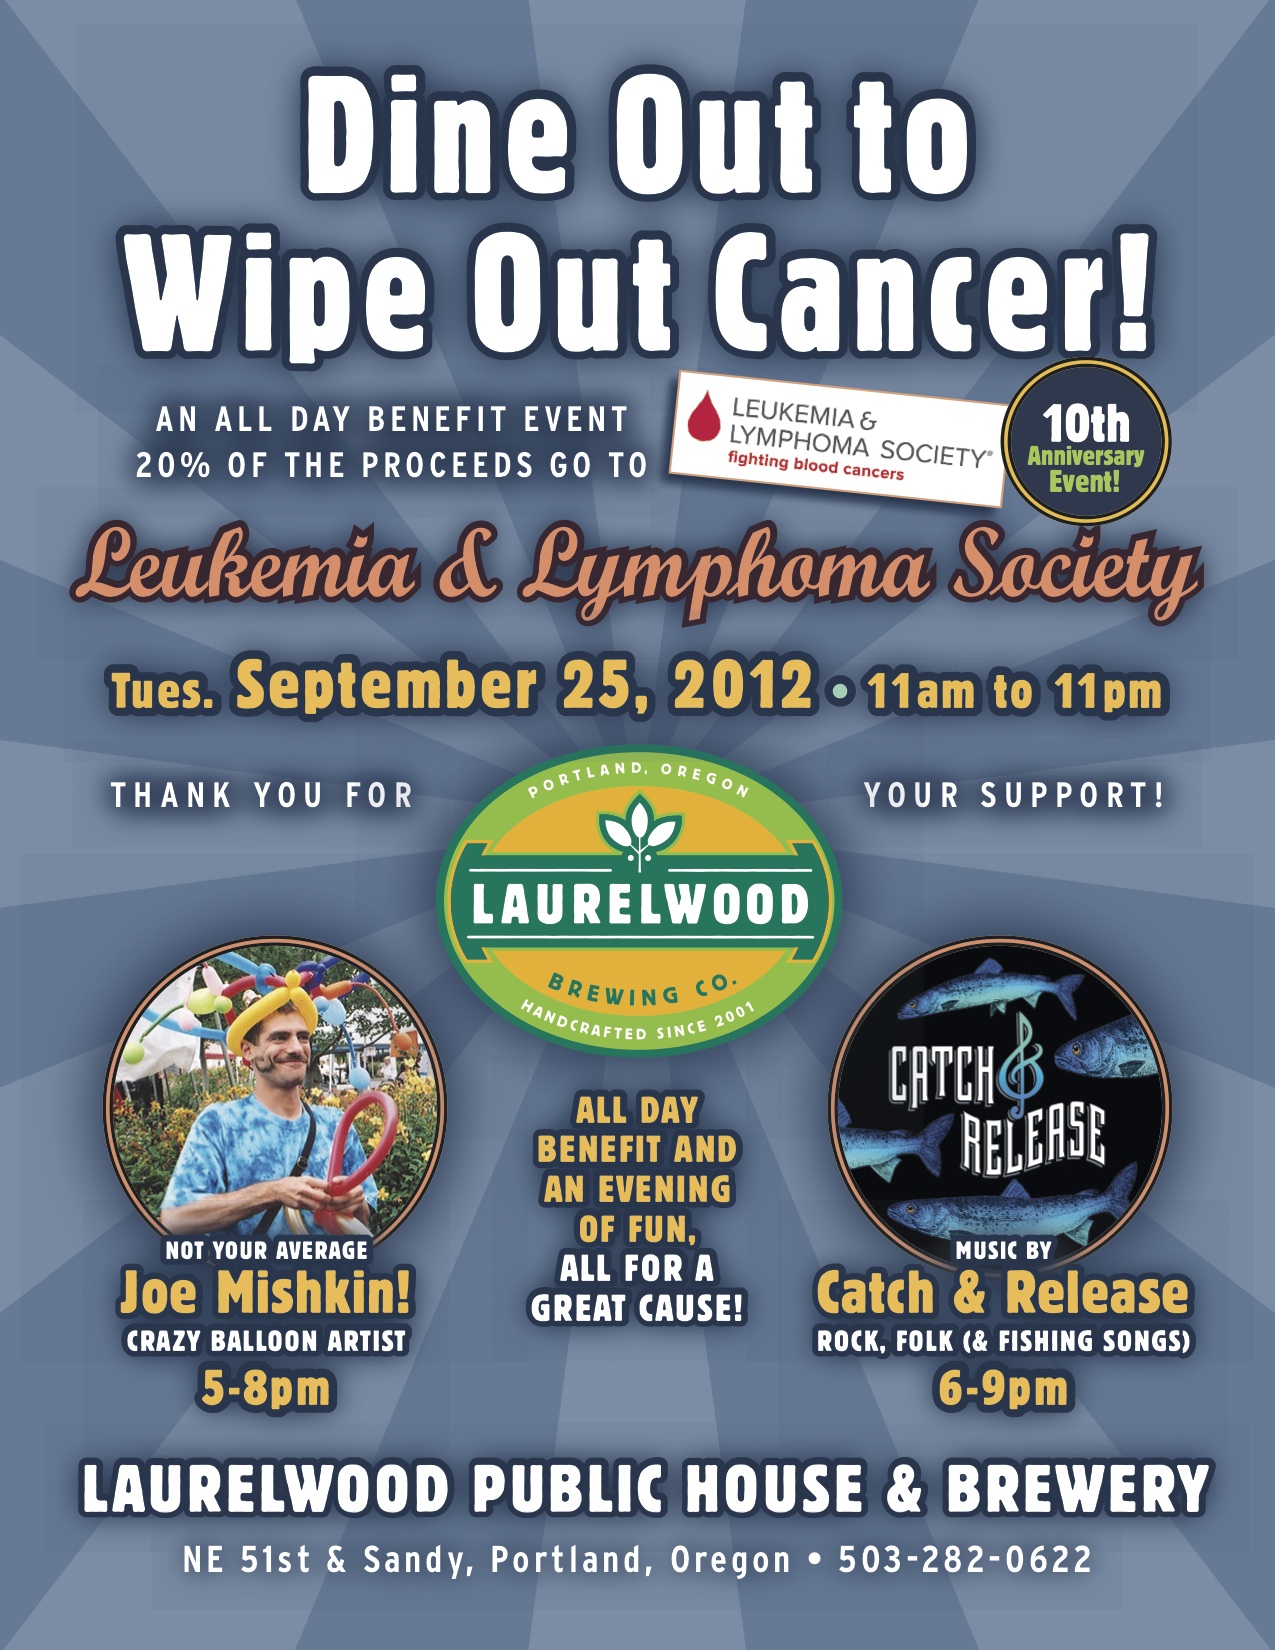 Dine Out to
Wipe Out Cancer!
AN ALL DAY BENEFIT EVENT
20% OF THE PROCEEDS GO TO
LEUKEMIA &
LYMPHOMA SOCIETY®
fighting blood cancers
10th
Anniversary
Event!
Leukemia & Lymphoma Society
Tues. September 25, 2012 • 11am to 11pm
THANK YOU FOR YOUR SUPPORT!
PORTLAND, OREGON
LAURELWOOD
BREWING CO.
HANDCRAFTED SINCE 2001
ALL DAY
BENEFIT AND
AN EVENING
OF FUN,
ALL FOR A
GREAT CAUSE!
NOT YOUR AVERAGE
Joe Mishkin!
CRAZY BALLOON ARTIST
5-8pm
CATCH
RELEASE
MUSIC BY
Catch & Release
ROCK, FOLK (& FISHING SONGS)
6-9pm
LAURELWOOD PUBLIC HOUSE & BREWERY
NE 51st & Sandy, Portland, Oregon • 503-282-0622